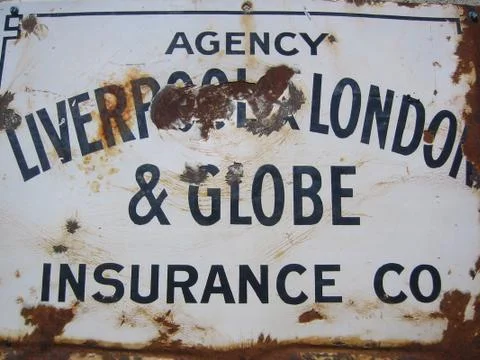 AGENCY
LIVERPOOL & LONDON
& GLOBE
INSURANCE CO